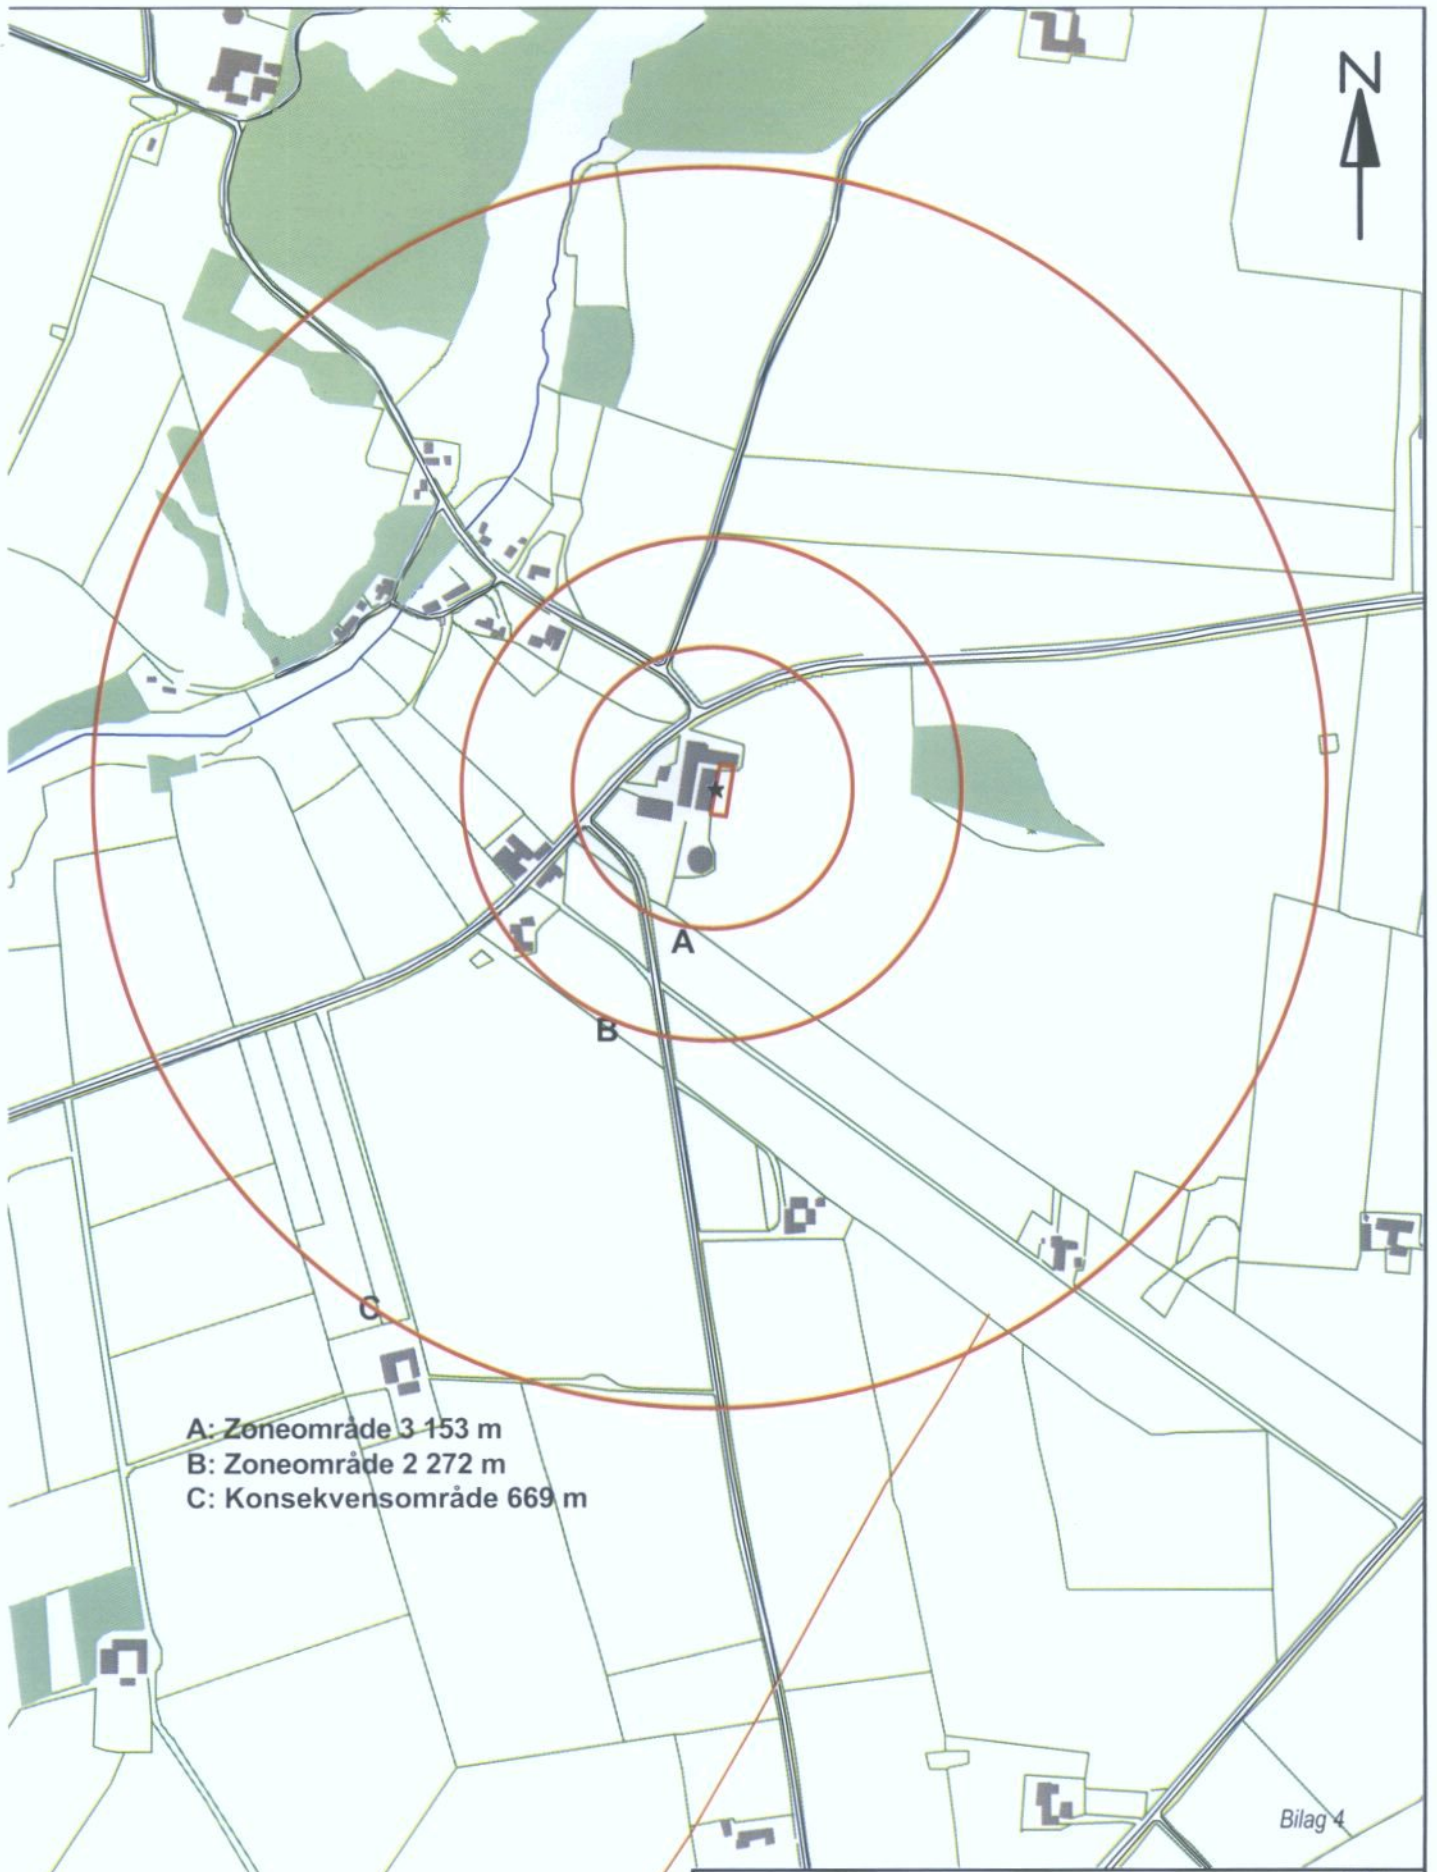 N
A
B
C
A: Zoneområde 3 153 m
B: Zoneområde 2 272 m
C: Konsekvensområde 669 m
Bilag 4